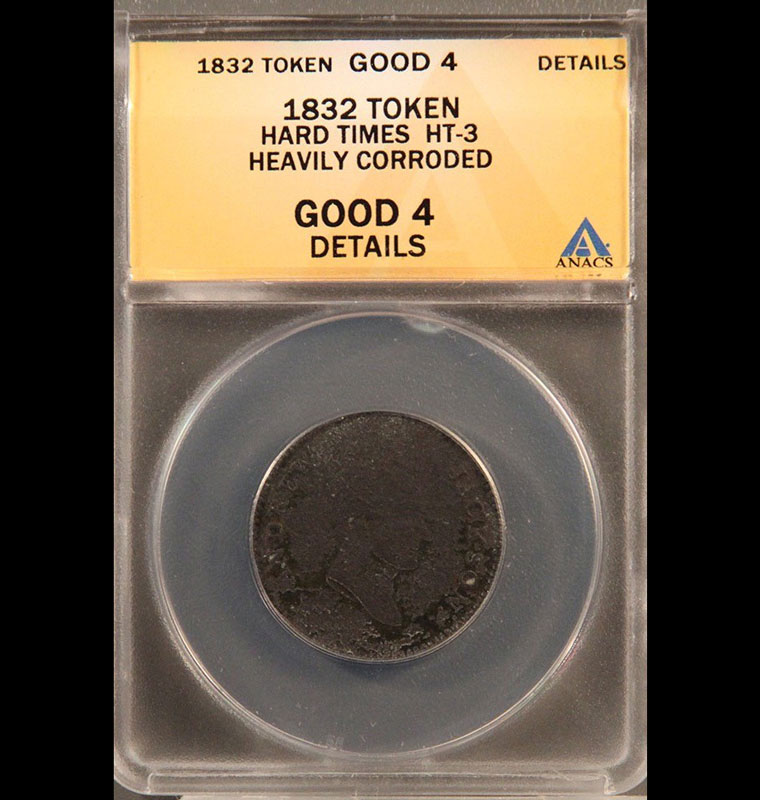 1832 TOKEN GOOD 4 DETAILS
1832 TOKEN
HARD TIMES HT-3
HEAVILY CORRODED
GOOD 4
DETAILS
ANACS